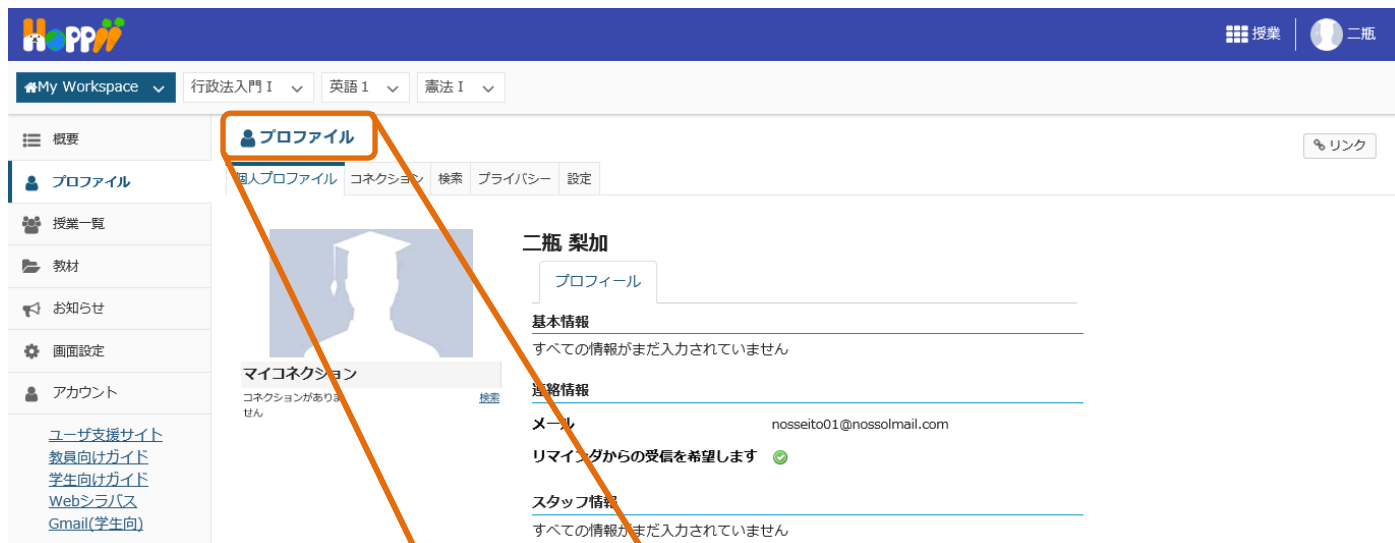 Hoppii
授業
二瓶
My Workspace
行政法入門 I
英語 1
憲法 I
概要
プロファイル
授業一覧
教材
お知らせ
画面設定
アカウント
ユーザ支援サイト
教員向けガイド
学生向けガイド
Webシラバス
Gmail(学生向)
プロファイル
リンク
個人プロファイル
コネクション
検索
プライバシー
設定
マイコネクション
コネクションがありま
せん
検索
二瓶 梨加
プロフィール
基本情報
すべての情報がまだ入力されていません
連絡情報
メール
nosseito01@nossolmail.com
リマインダからの受信を希望します
スタッフ情報
すべての情報がまだ入力されていません